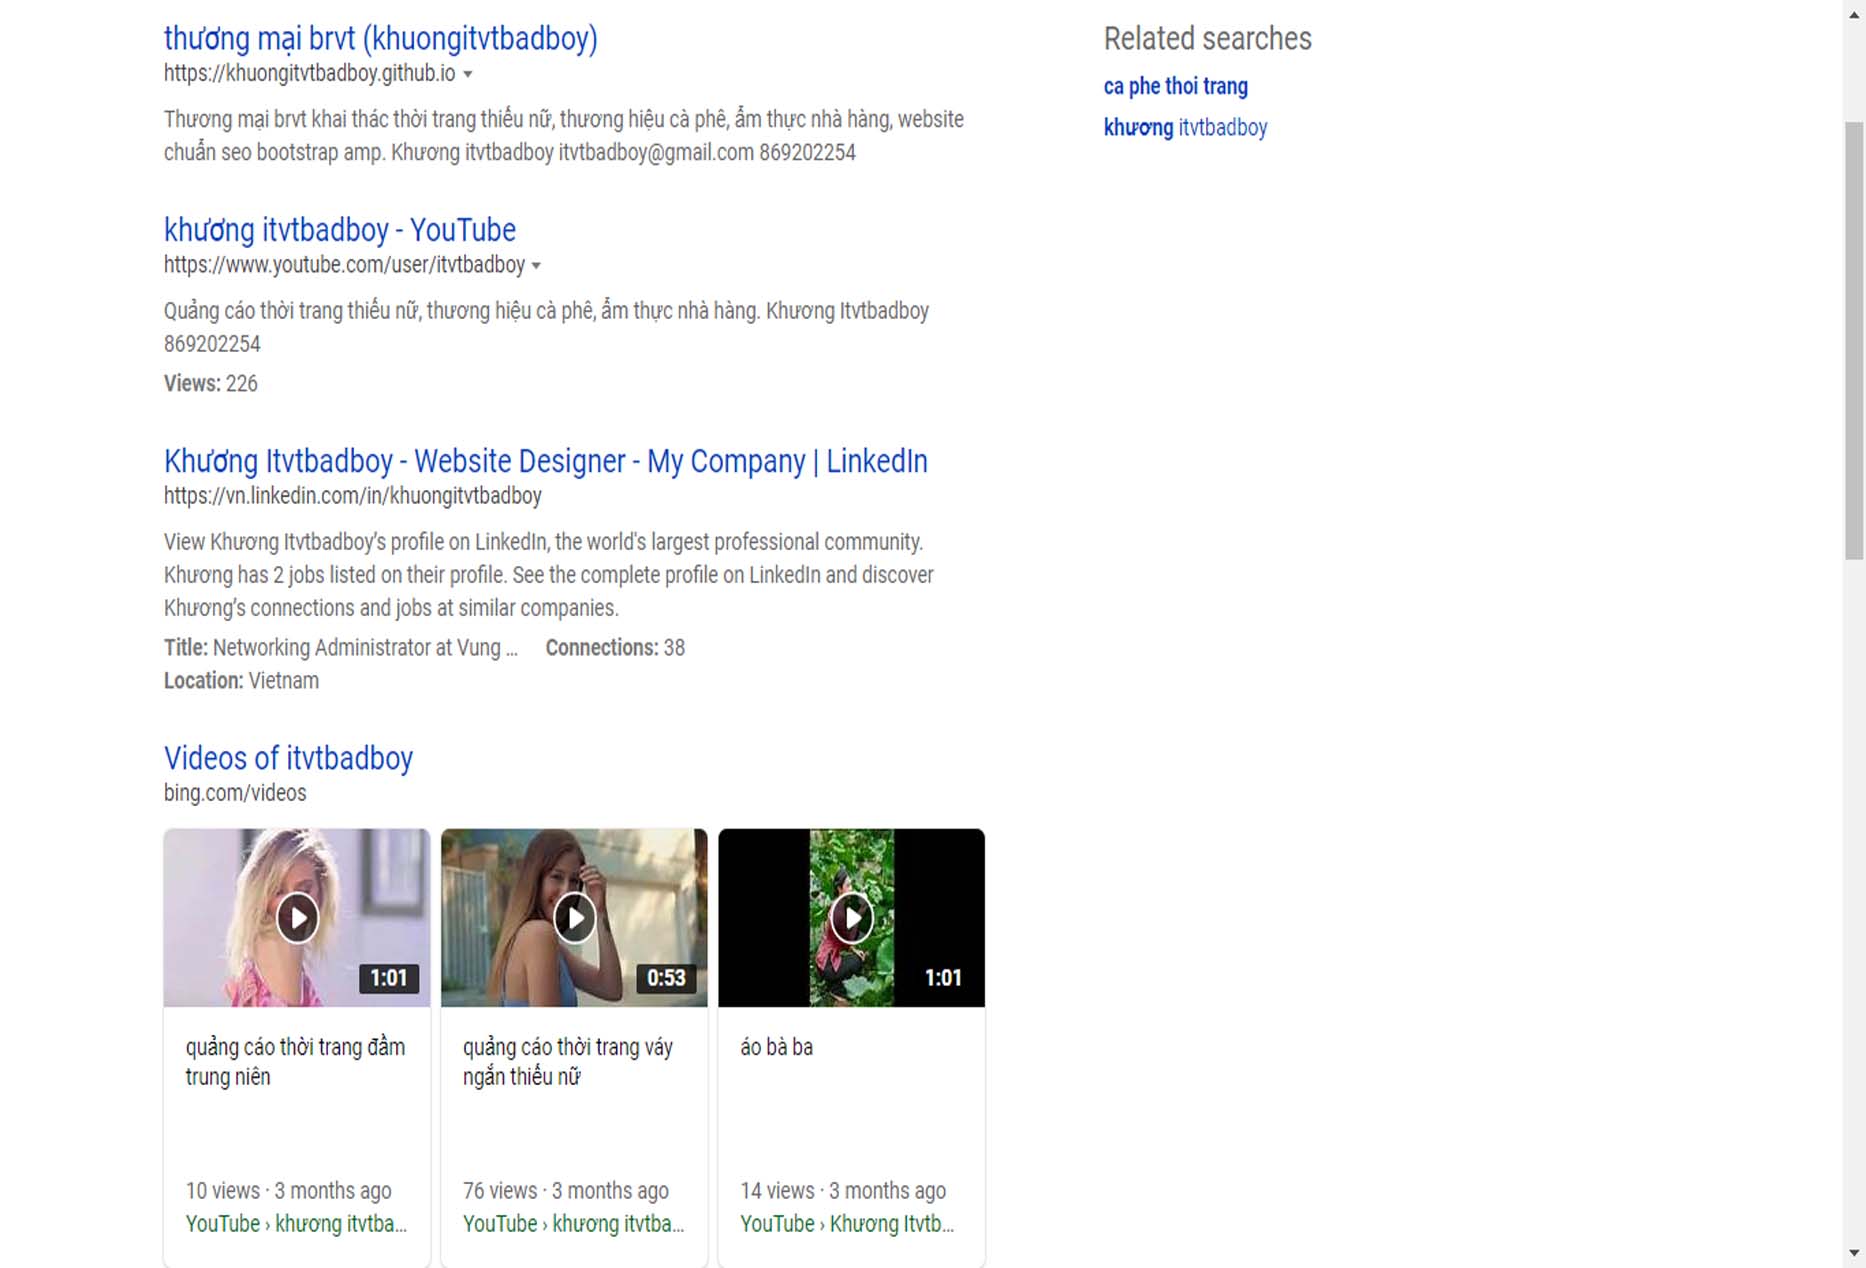 thương mại brvt (khuongitvtbadboy)
https://khuongitvtbadboy.github.io
Thương mại brvt khai thác thời trang thiếu nữ, thương hiệu cà phê, ẩm thực nhà hàng, website
chuẩn seo bootstrap amp. Khương itvtbadboy itvtbadboy@gmail.com 869202254
khương itvtbadboy - YouTube
https://www.youtube.com/user/itvtbadboy
Quảng cáo thời trang thiếu nữ, thương hiệu cà phê, ẩm thực nhà hàng. Khương Itvtbadboy
869202254
Views: 226
Khương Itvtbadboy - Website Designer - My Company | LinkedIn
https://vn.linkedin.com/in/khuongitvtbadboy
View Khương Itvtbadboy’s profile on LinkedIn, the world's largest professional community.
Khương has 2 jobs listed on their profile. See the complete profile on LinkedIn and discover
Khương’s connections and jobs at similar companies.
Title: Networking Administrator at Vung ... Connections: 38
Location: Vietnam
Videos of itvtbadboy
bing.com/videos
1:01
quảng cáo thời trang đầm
trung niên
10 views · 3 months ago
YouTube › khương itvtba...
0:53
quảng cáo thời trang váy
ngắn thiếu nữ
76 views · 3 months ago
YouTube › khương itvtba...
1:01
áo bà ba
14 views · 3 months ago
YouTube › Khương Itvtb...
Related searches
ca phe thoi trang
khương itvtbadboy